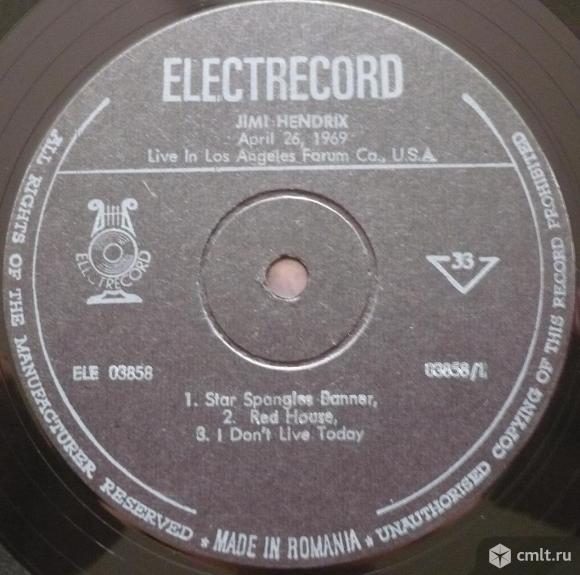 ELECTRECORD
JIMI HENDRIX
April 26, 1969
Live In Los Angeles Forum Ca., U.S.A
ELECTRECORD
33
ELE 03858
03858/L
1. Star Spangles Banner,
2. Red House,
3. I Don't Live Today
ALL RIGHTS OF THE MANUFACTURER RESERVED ★ MADE IN ROMANIA ★ UNAUTHORISED COPYING OF THIS RECORD PROHIBITED
cmlt.ru